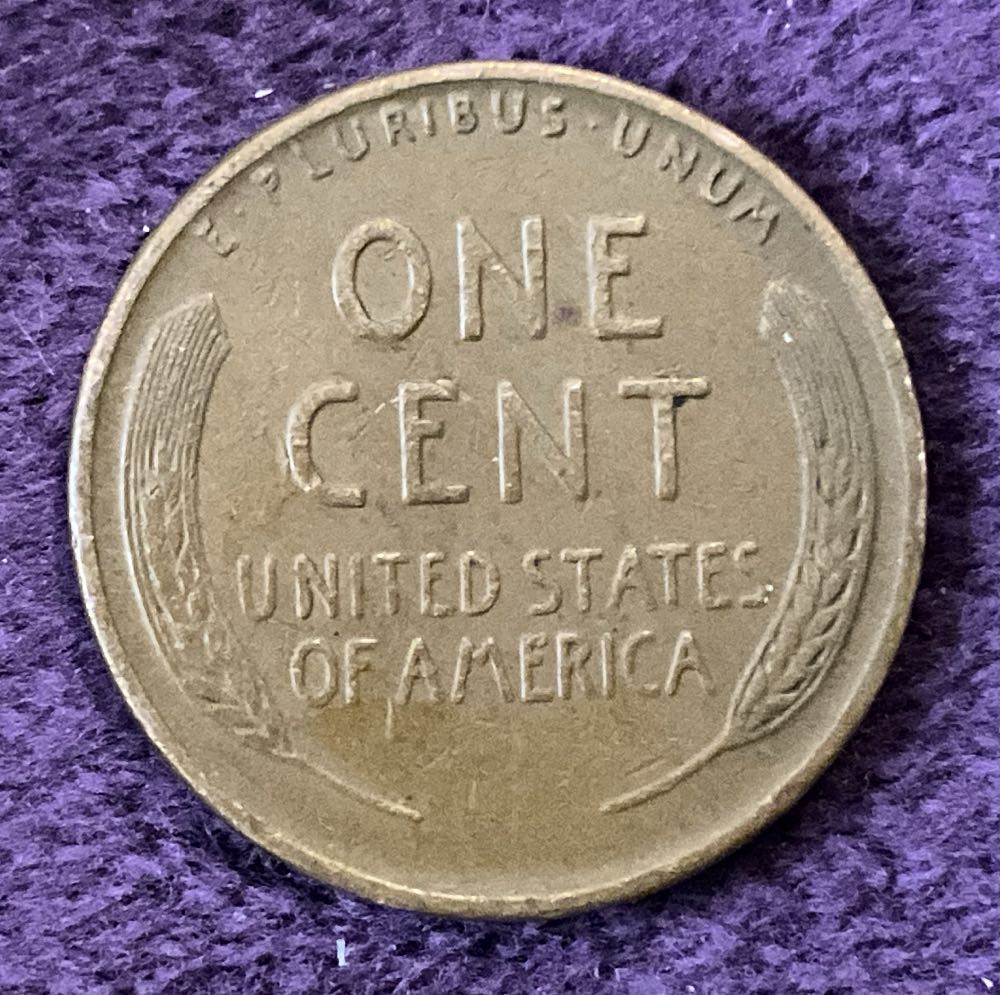 E·PLURIBUS·UNUM
ONE
CENT
UNITED STATES
OF AMERICA